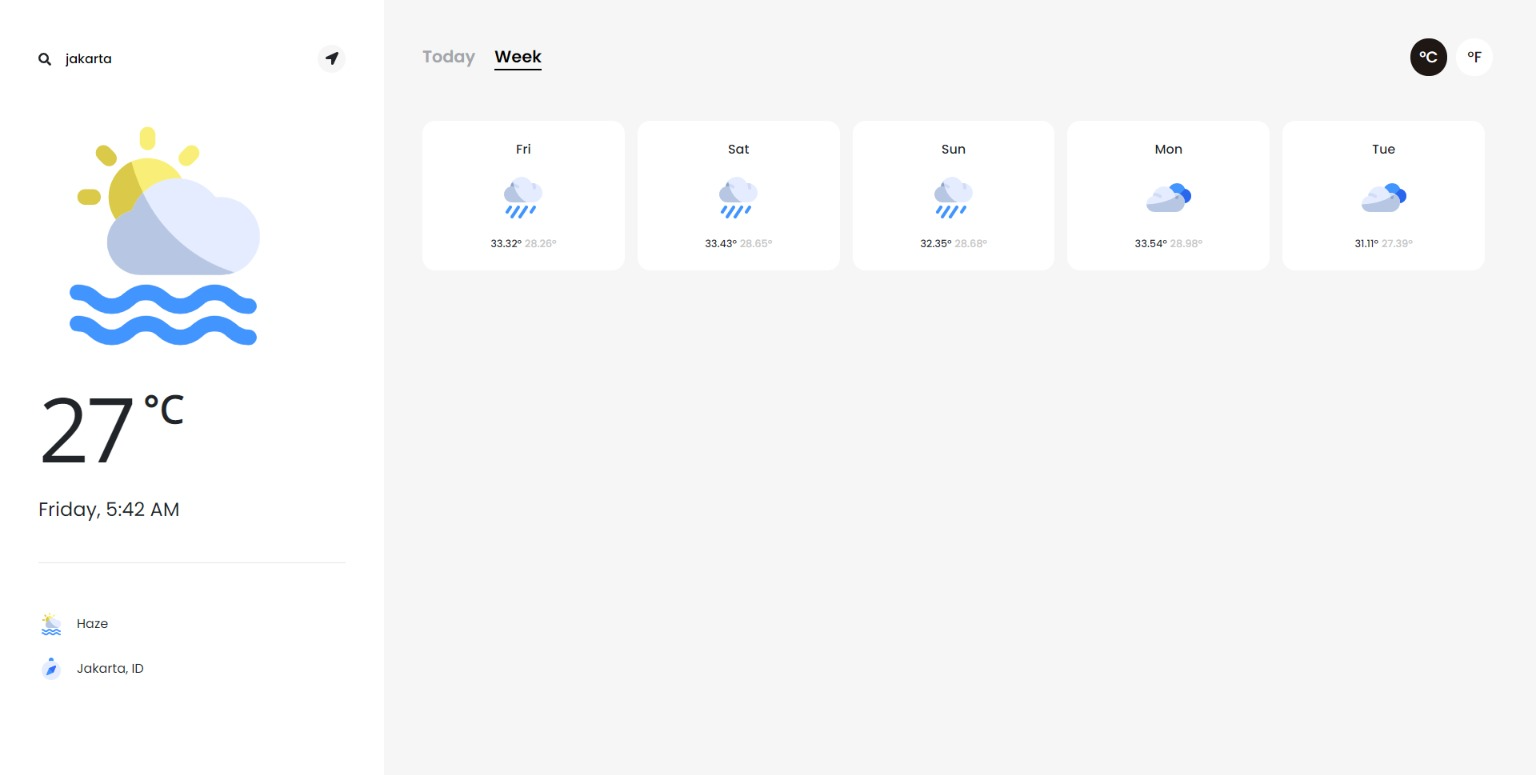 jakarta
Today Week
°C °F
Fri Sat Sun Mon Tue
33.32° 28.26° 33.43° 28.65° 32.35° 28.68° 33.54° 28.98° 31.11° 27.39°
27 °C
Friday, 5:42 AM
Haze
Jakarta, ID